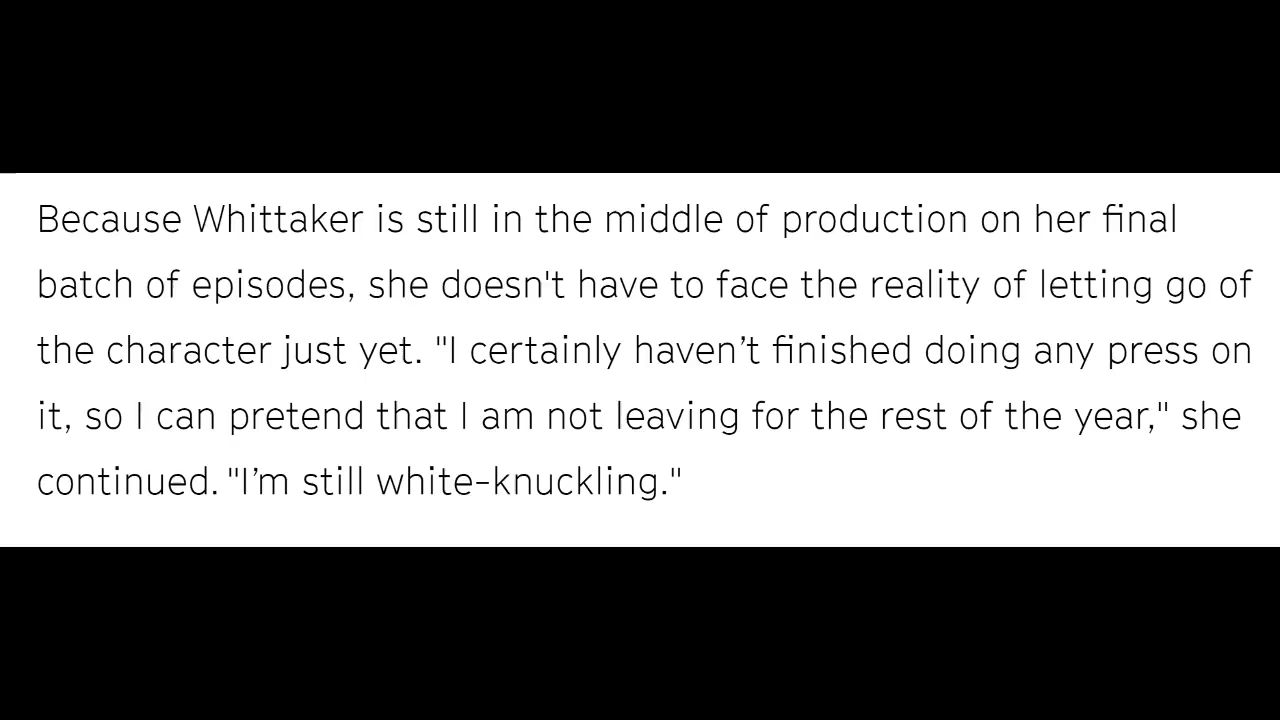 Because Whittaker is still in the middle of production on her final
batch of episodes, she doesn't have to face the reality of letting go of
the character just yet. "I certainly haven’t finished doing any press on
it, so I can pretend that I am not leaving for the rest of the year," she
continued. "I’m still white-knuckling."